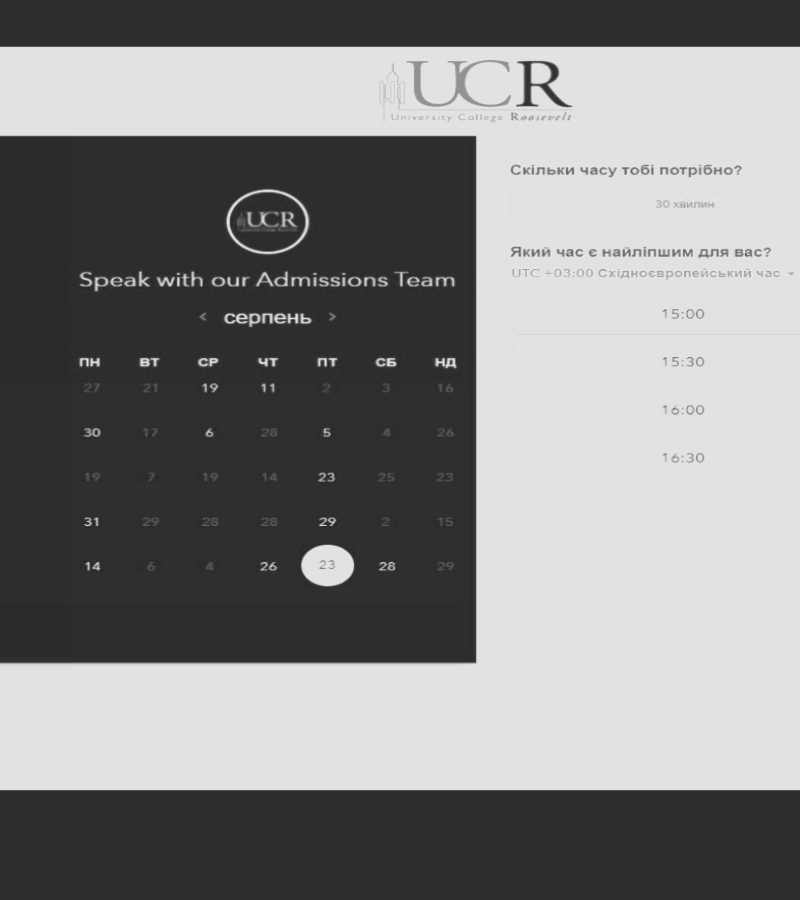 UCR
University College Roosevelt
UCR
Speak with our Admissions Team
< серпень >
ПН ВТ СР ЧТ ПТ СБ НД
27 21 19 11 2 3 16
30 17 6 28 5 4 26
19 7 19 14 23 25 23
31 29 28 28 29 2 15
14 6 4 26 23 28 29
Скільки часу тобі потрібно?
30 хвилин
Який час є найліпшим для вас?
UTC +03:00 Східноєвропейський час
15:00
15:30
16:00
16:30